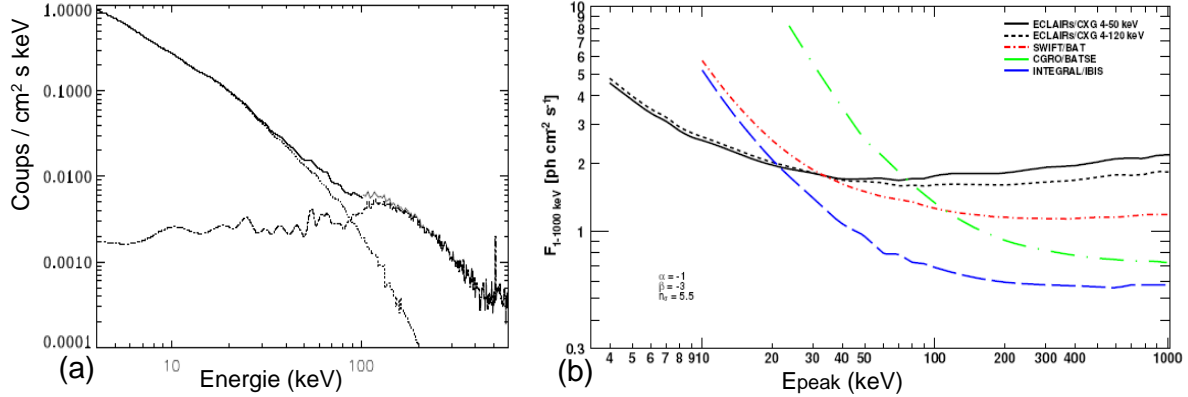 1.0000
0.1000
0.0100
0.0010
0.0001
Coups / cm² s keV
10
100
Energie (keV)
(a)
10
9
8
7
6
5
4
3
2
1
0.3
F1-1000 keV [ph cm⁻² s⁻¹]
ECLAIRs/CXG 4-50 keV
ECLAIRs/CXG 4-120 keV
SWIFT/BAT
CGRO/BATSE
INTEGRAL/IBIS
α = -1
β = -3
nσ = 5.5
4 5 6 7 8 910 20 30 40 50 100 200 300 400 1000
Epeak (keV)
(b)